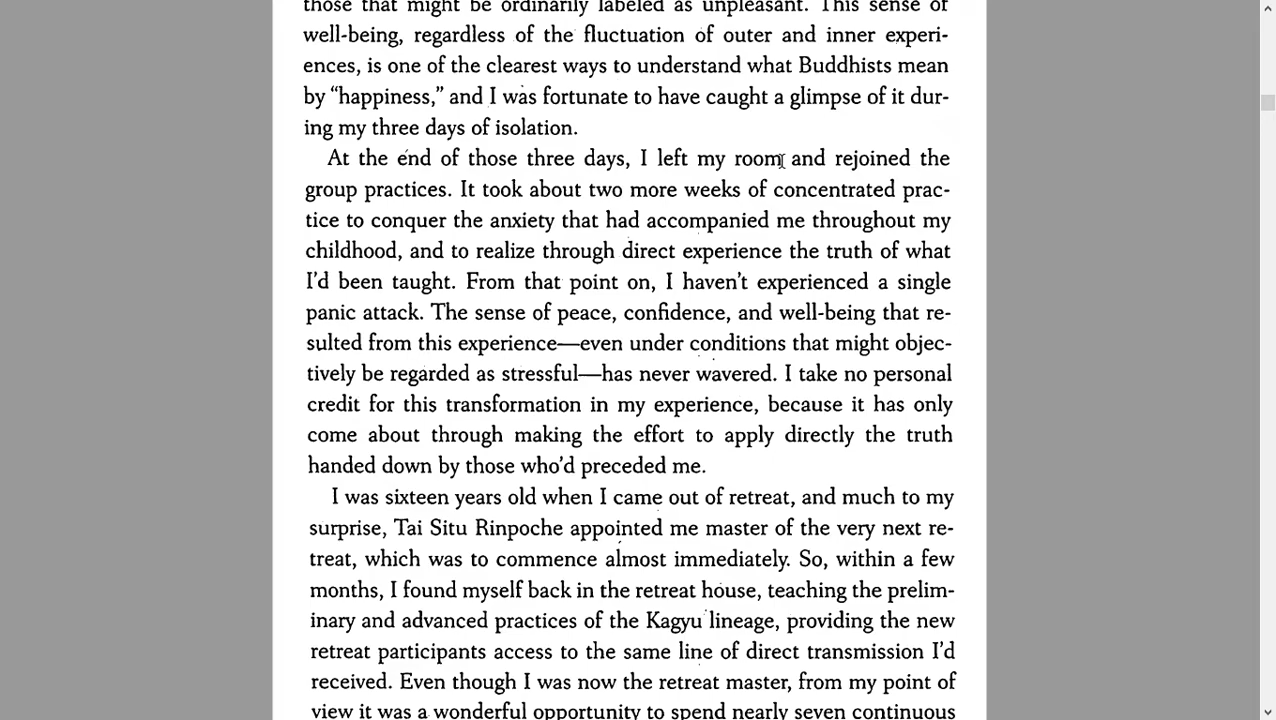 those that might be ordinarily labeled as unpleasant. This sense of
well-being, regardless of the fluctuation of outer and inner experi-
ences, is one of the clearest ways to understand what Buddhists mean
by “happiness,” and I was fortunate to have caught a glimpse of it dur-
ing my three days of isolation.
At the end of those three days, I left my room and rejoined the
group practices. It took about two more weeks of concentrated prac-
tice to conquer the anxiety that had accompanied me throughout my
childhood, and to realize through direct experience the truth of what
I’d been taught. From that point on, I haven’t experienced a single
panic attack. The sense of peace, confidence, and well-being that re-
sulted from this experience—even under conditions that might objec-
tively be regarded as stressful—has never wavered. I take no personal
credit for this transformation in my experience, because it has only
come about through making the effort to apply directly the truth
handed down by those who’d preceded me.
I was sixteen years old when I came out of retreat, and much to my
surprise, Tai Situ Rinpoche appointed me master of the very next re-
treat, which was to commence almost immediately. So, within a few
months, I found myself back in the retreat house, teaching the prelim-
inary and advanced practices of the Kagyu lineage, providing the new
retreat participants access to the same line of direct transmission I’d
received. Even though I was now the retreat master, from my point of
view it was a wonderful opportunity to spend nearly seven continuous